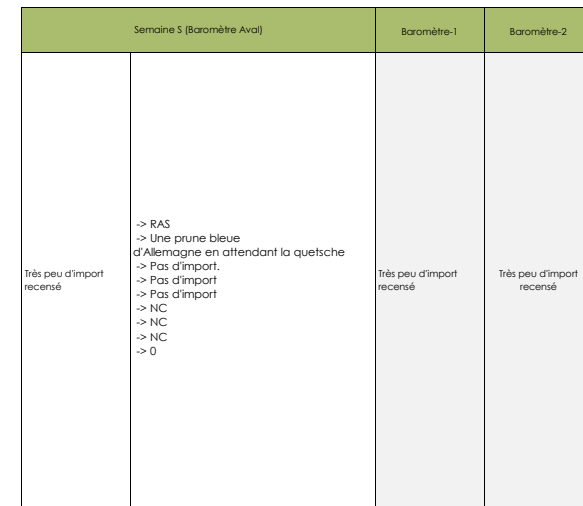 Semaine S (Baromètre Aval)
Baromètre-1
Baromètre-2
Très peu d'import
recensé
-> RAS
-> Une prune bleue
d'Allemagne en attendant la quetsche
-> Pas d'import.
-> Pas d'import
-> Pas d'import
-> NC
-> NC
-> NC
-> 0
Très peu d'import
recensé
Très peu d'import
recensé